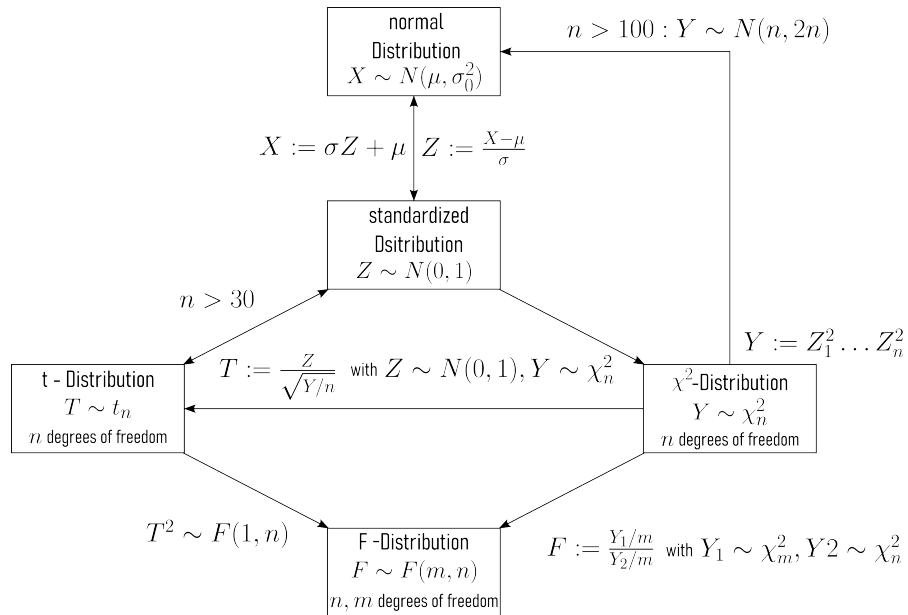 normal
Distribution
X ∼ N(μ, σ₀²)
n > 100 : Y ∼ N(n, 2n)
X := σZ + μ
Z := (X−μ)/σ
standardized
Dsitribution
Z ∼ N(0, 1)
n > 30
Y := Z₁² … Zₙ²
T := Z/√(Y/n) with Z ∼ N(0, 1), Y ∼ χₙ²
t - Distribution
T ∼ tₙ
n degrees of freedom
χ²-Distribution
Y ∼ χₙ²
n degrees of freedom
T² ∼ F(1, n)
F := (Y₁/m)/(Y₂/m) with Y₁ ∼ χₘ², Y2 ∼ χₙ²
F -Distribution
F ∼ F(m, n)
n, m degrees of freedom